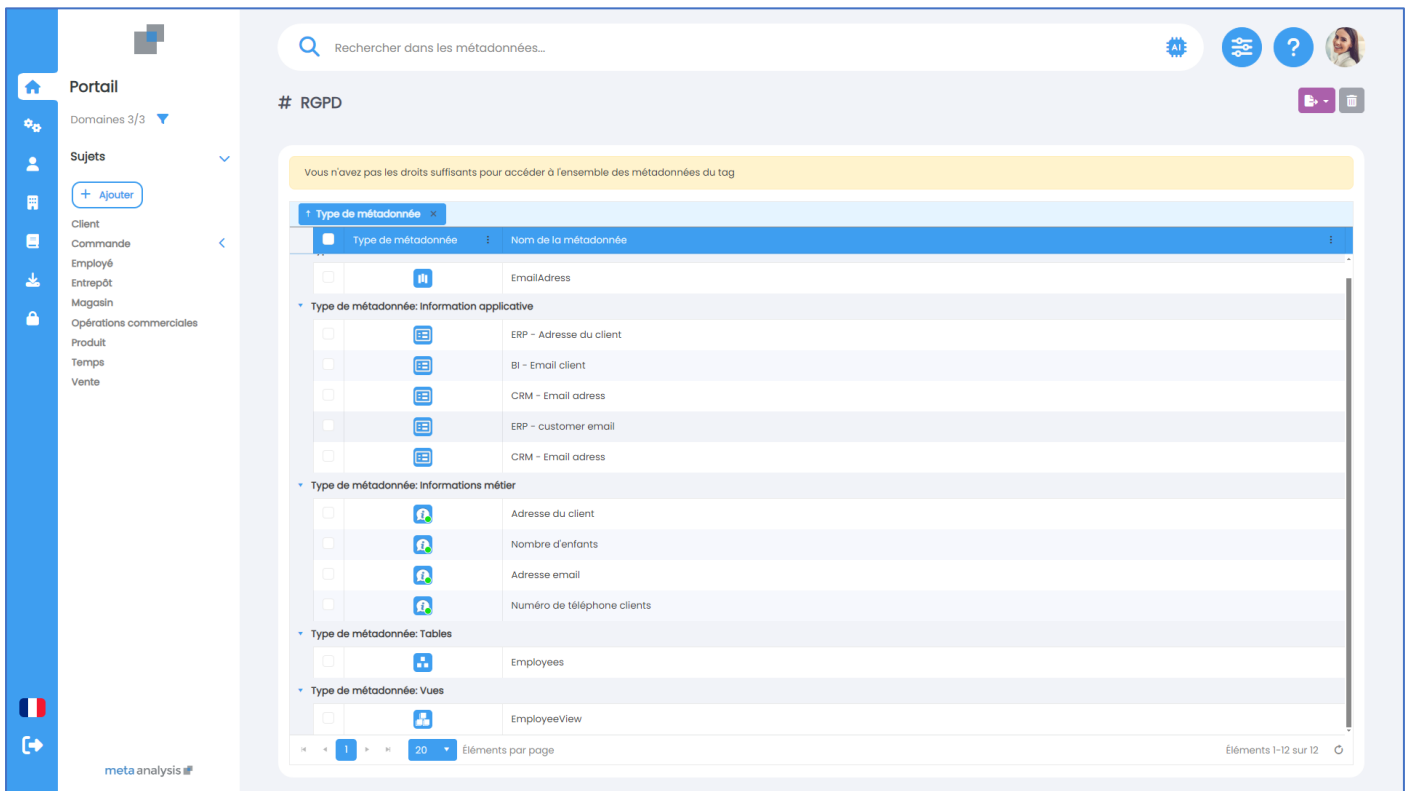 Rechercher dans les métadonnées...
AI
?
Portail
Domaines 3/3
Sujets
+ Ajouter
Client
Commande
Employé
Entrepôt
Magasin
Opérations commerciales
Produit
Temps
Vente
meta analysis
# RGPD
Vous n'avez pas les droits suffisants pour accéder à l'ensemble des métadonnées du tag
↑ Type de métadonnée ×
Type de métadonnée Nom de la métadonnée
EmailAdress
Type de métadonnée: Information applicative
ERP - Adresse du client
BI - Email client
CRM - Email adress
ERP - customer email
CRM - Email adress
Type de métadonnée: Informations métier
Adresse du client
Nombre d'enfants
Adresse email
Numéro de téléphone clients
Type de métadonnée: Tables
Employees
Type de métadonnée: Vues
EmployeeView
1 20 Éléments par page Éléments 1-12 sur 12